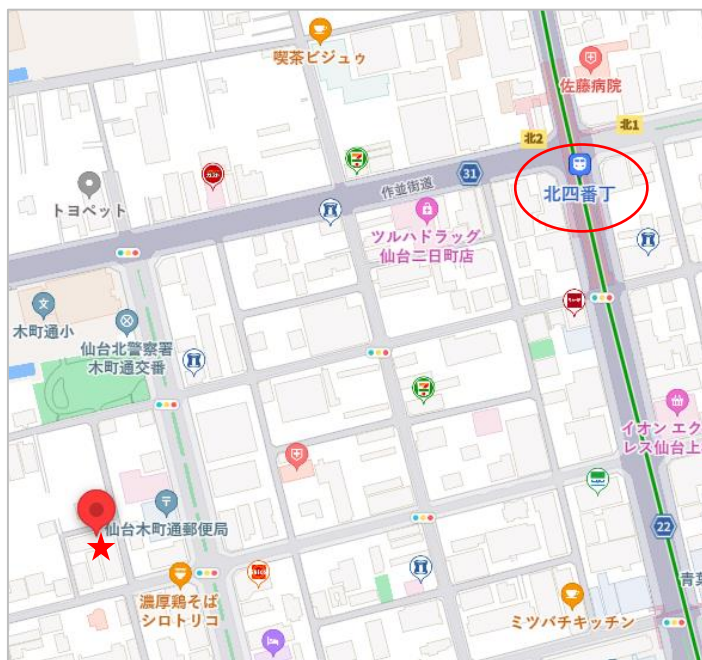 喫茶ビジュゥ
佐藤病院
北2
北1
31
作並街道
北四番丁
トヨペット
ツルハドラッグ
仙台二日町店
木町通小
仙台北警察署
木町通交番
イオン エク
レス仙台上
仙台木町通郵便局
22
青葉
濃厚鶏そば
シロトリコ
ミツバチキッチン